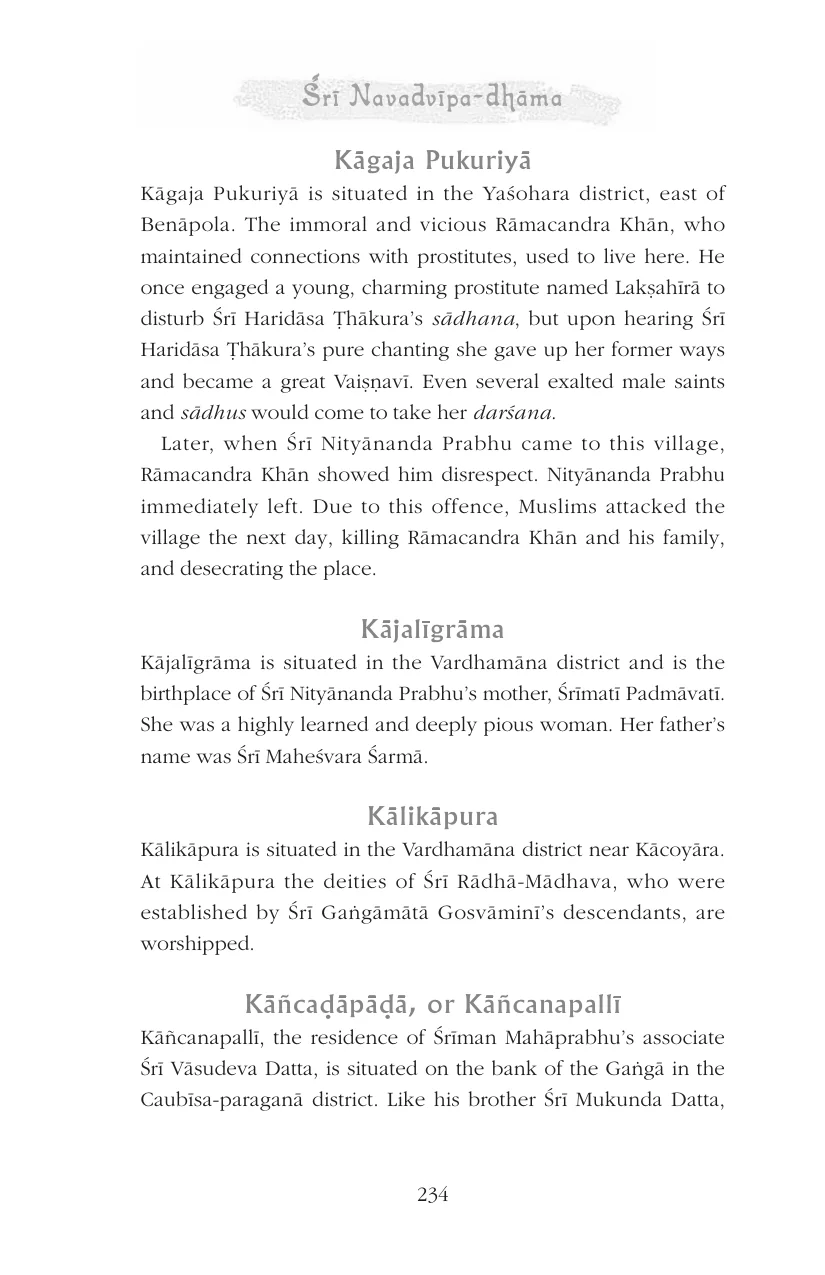 Śrī Navadvīpa-dhāma
Kāgaja Pukuriyā
Kāgaja Pukuriyā is situated in the Yaśohara district, east of
Benāpola. The immoral and vicious Rāmacandra Khān, who
maintained connections with prostitutes, used to live here. He
once engaged a young, charming prostitute named Lakṣahīrā to
disturb Śrī Haridāsa Ṭhākura’s sādhana, but upon hearing Śrī
Haridāsa Ṭhākura’s pure chanting she gave up her former ways
and became a great Vaiṣṇavī. Even several exalted male saints
and sādhus would come to take her darśana.
Later, when Śrī Nityānanda Prabhu came to this village,
Rāmacandra Khān showed him disrespect. Nityānanda Prabhu
immediately left. Due to this offence, Muslims attacked the
village the next day, killing Rāmacandra Khān and his family,
and desecrating the place.
Kājalīgrāma
Kājalīgrāma is situated in the Vardhamāna district and is the
birthplace of Śrī Nityānanda Prabhu’s mother, Śrīmatī Padmāvatī.
She was a highly learned and deeply pious woman. Her father’s
name was Śrī Maheśvara Śarmā.
Kālikāpura
Kālikāpura is situated in the Vardhamāna district near Kācoyāra.
At Kālikāpura the deities of Śrī Rādhā-Mādhava, who were
established by Śrī Gaṅgāmātā Gosvāminī’s descendants, are
worshipped.
Kāñcaḍāpāḍā, or Kāñcanapallī
Kāñcanapallī, the residence of Śrīman Mahāprabhu’s associate
Śrī Vāsudeva Datta, is situated on the bank of the Gaṅgā in the
Caubīsa-paraganā district. Like his brother Śrī Mukunda Datta,
234